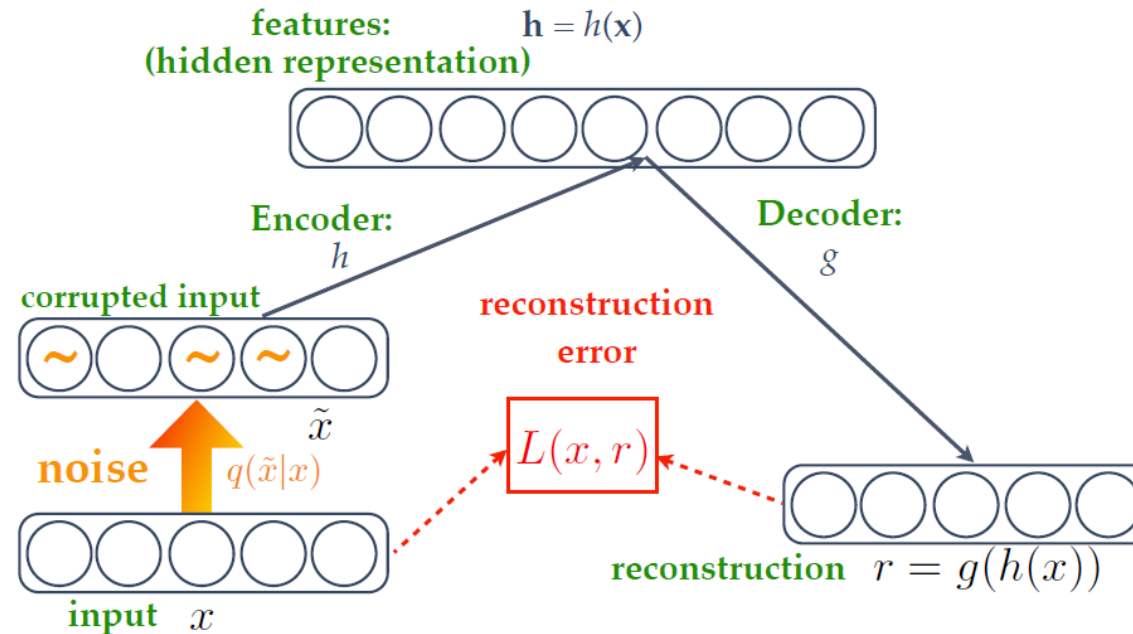 features: h = h(x)
(hidden representation)
Encoder:
h
Decoder:
g
corrupted input
reconstruction
error
~ ~ ~
x̃
L(x, r)
noise q(x̃|x)
reconstruction r = g(h(x))
input x